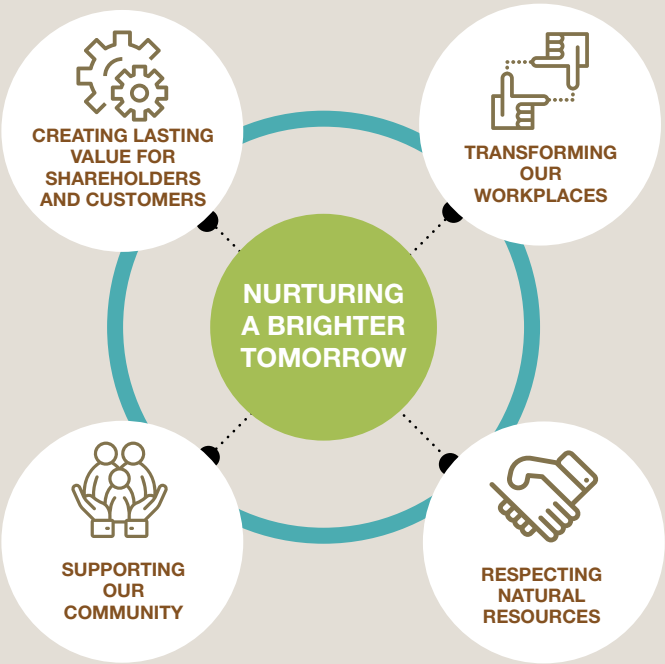 CREATING LASTING
VALUE FOR
SHAREHOLDERS
AND CUSTOMERS
TRANSFORMING
OUR
WORKPLACES
NURTURING
A BRIGHTER
TOMORROW
SUPPORTING
OUR
COMMUNITY
RESPECTING
NATURAL
RESOURCES